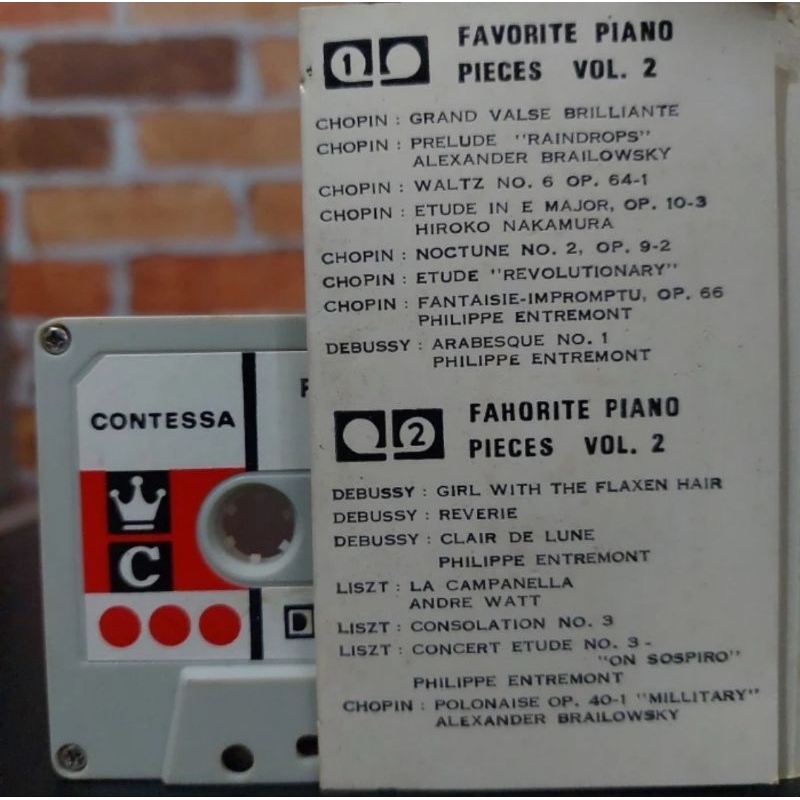 1
FAVORITE PIANO
PIECES VOL. 2
CHOPIN : GRAND VALSE BRILLIANTE
CHOPIN : PRELUDE "RAINDROPS"
ALEXANDER BRAILOWSKY
CHOPIN : WALTZ NO. 6 OP. 64-1
CHOPIN : ETUDE IN E MAJOR, OP. 10-3
HIROKO NAKAMURA
CHOPIN : NOCTUNE NO. 2, OP. 9-2
CHOPIN : ETUDE "REVOLUTIONARY"
CHOPIN : FANTAISIE-IMPROMPTU, OP. 66
PHILIPPE ENTREMONT
DEBUSSY : ARABESQUE NO. 1
PHILIPPE ENTREMONT
2
FAHORITE PIANO
PIECES VOL. 2
DEBUSSY : GIRL WITH THE FLAXEN HAIR
DEBUSSY : REVERIE
DEBUSSY : CLAIR DE LUNE
PHILIPPE ENTREMONT
LISZT : LA CAMPANELLA
ANDRE WATT
LISZT : CONSOLATION NO. 3
LISZT : CONCERT ETUDE NO. 3 -
"ON SOSPIRO"
PHILIPPE ENTREMONT
CHOPIN : POLONAISE OP. 40-1 "MILLITARY"
ALEXANDER BRAILOWSKY
CONTESSA
C